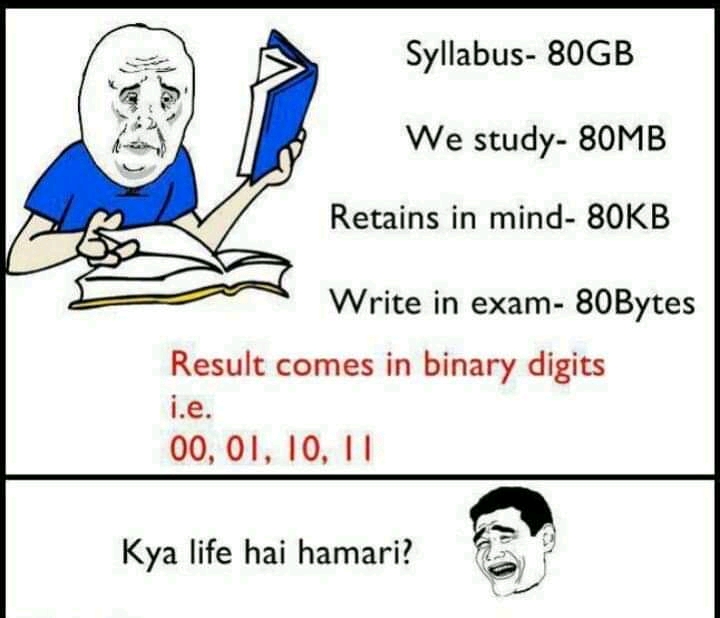 Syllabus- 80GB
We study- 80MB
Retains in mind- 80KB
Write in exam- 80Bytes
Result comes in binary digits
i.e.
00, 01, 10, 11
Kya life hai hamari?